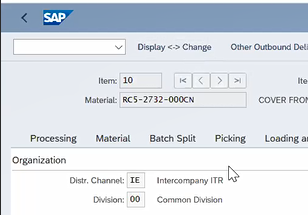 SAP
Display <-> Change Other Outbound Deli
Item: 10 Ite
Material: RC5-2732-000CN COVER FRON
Processing Material Batch Split Picking Loading an
Organization
Distr. Channel: IE Intercompany ITR
Division: 00 Common Division